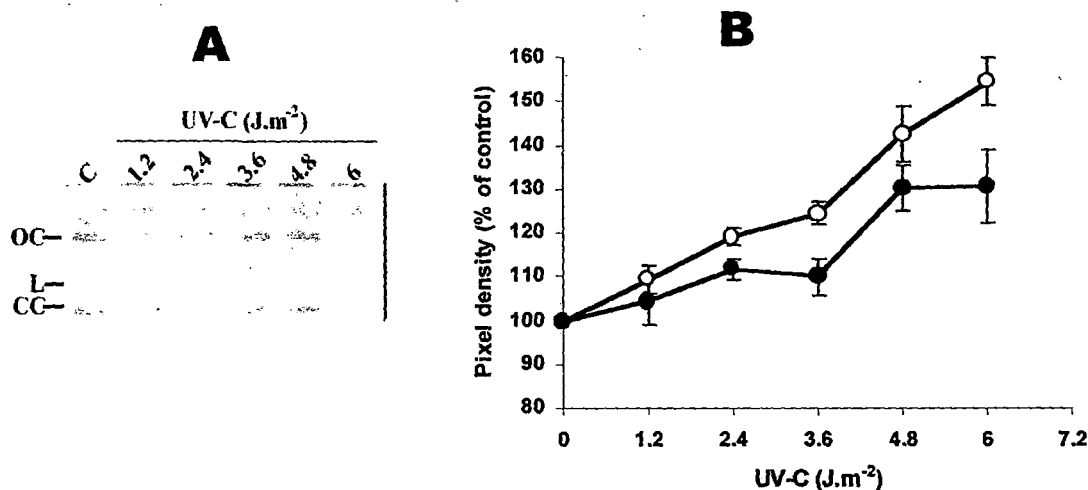 A
UV-C (J.m-2)
C 1.2 2.4 3.6 4.8 6
OC
L
CC
B
Pixel density (% of control)
160
150
140
130
120
110
100
90
80
0 1.2 2.4 3.6 4.8 6 7.2
UV-C (J.m-2)